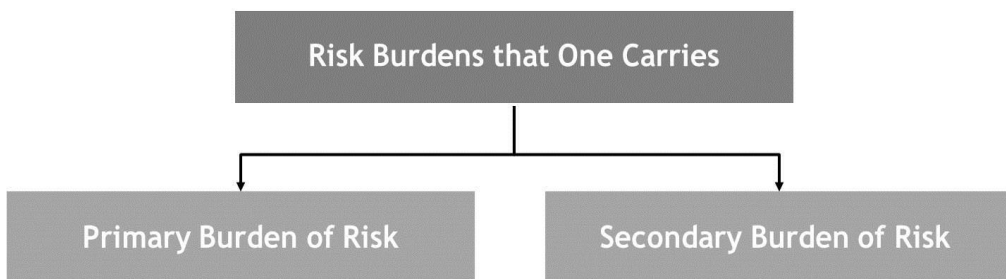 Risk Burdens that One Carries
Primary Burden of Risk
Secondary Burden of Risk